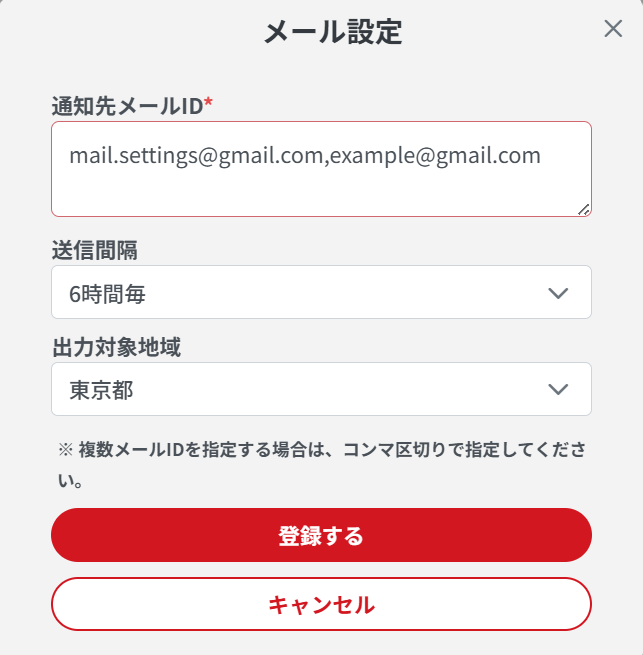 メール設定
通知先メールID*
mail.settings@gmail.com,example@gmail.com
送信間隔
6時間毎
出力対象地域
東京都
※ 複数メールIDを指定する場合は、コンマ区切りで指定してくださ
い。
登録する
キャンセル